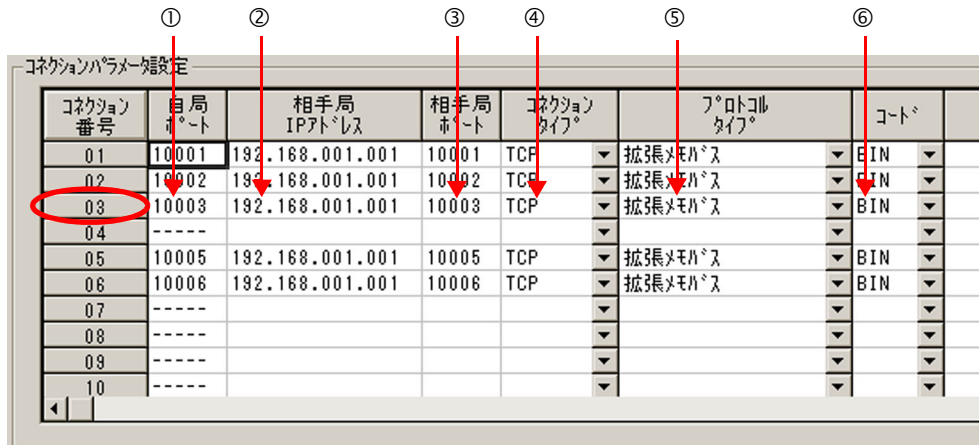 ① ② ③ ④ ⑤ ⑥
コネクションパラメータ設定
コネクション番号 自局ポート 相手局IPアドレス 相手局ポート コネクションタイプ プロトコルタイプ コード
01 10001 192.168.001.001 10001 TCP 拡張メモバス BIN
02 10002 192.168.001.001 10002 TCP 拡張メモバス BIN
03 10003 192.168.001.001 10003 TCP 拡張メモバス BIN
04 -----
05 10005 192.168.001.001 10005 TCP 拡張メモバス BIN
06 10006 192.168.001.001 10006 TCP 拡張メモバス BIN
07 -----
08 -----
09 -----
10 -----